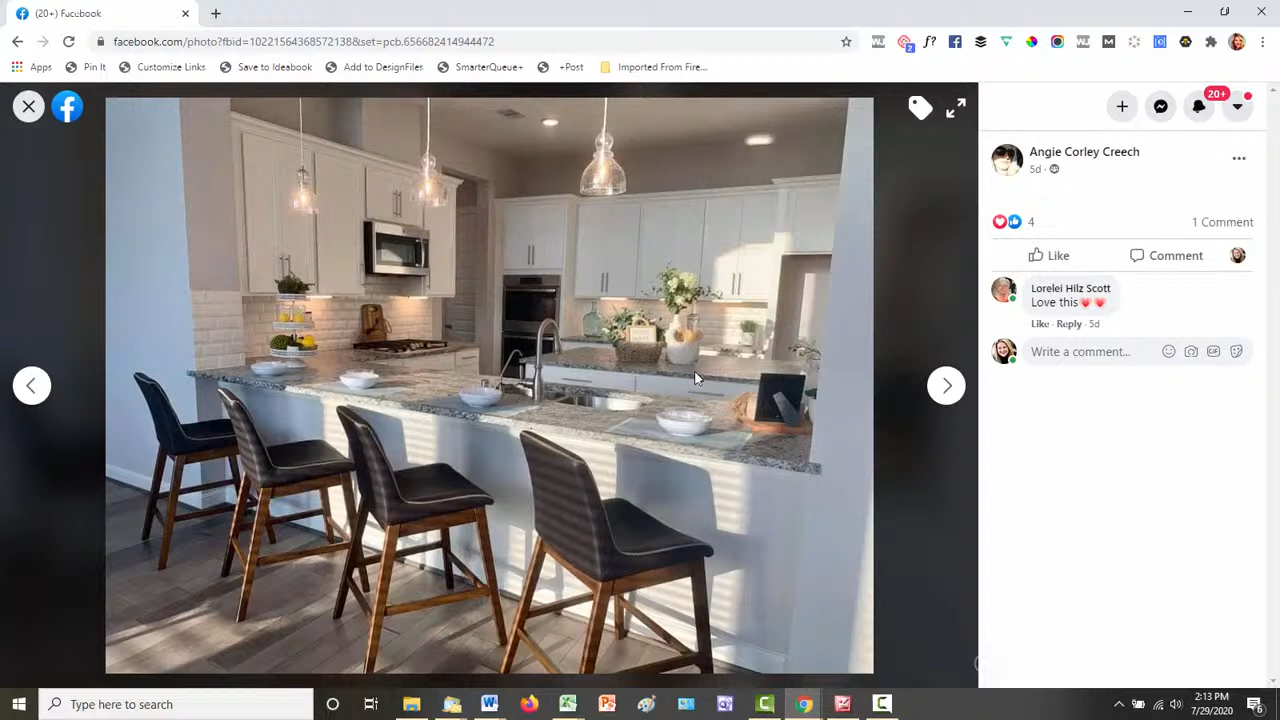 (20+) Facebook
facebook.com/photo?fbid=10221564368572138&set=pcb.656682414944472
Apps
Pin It
Customize Links
Save to Ideabook
Add to DesignFiles
SmarterQueue+
+Post
Imported From Fire...
20+
Angie Corley Creech
5d
4
1 Comment
Like
Comment
Lorelei Hilz Scott
Love this
Like · Reply · 5d
Write a comment...
Type here to search
2:13 PM
7/29/2020